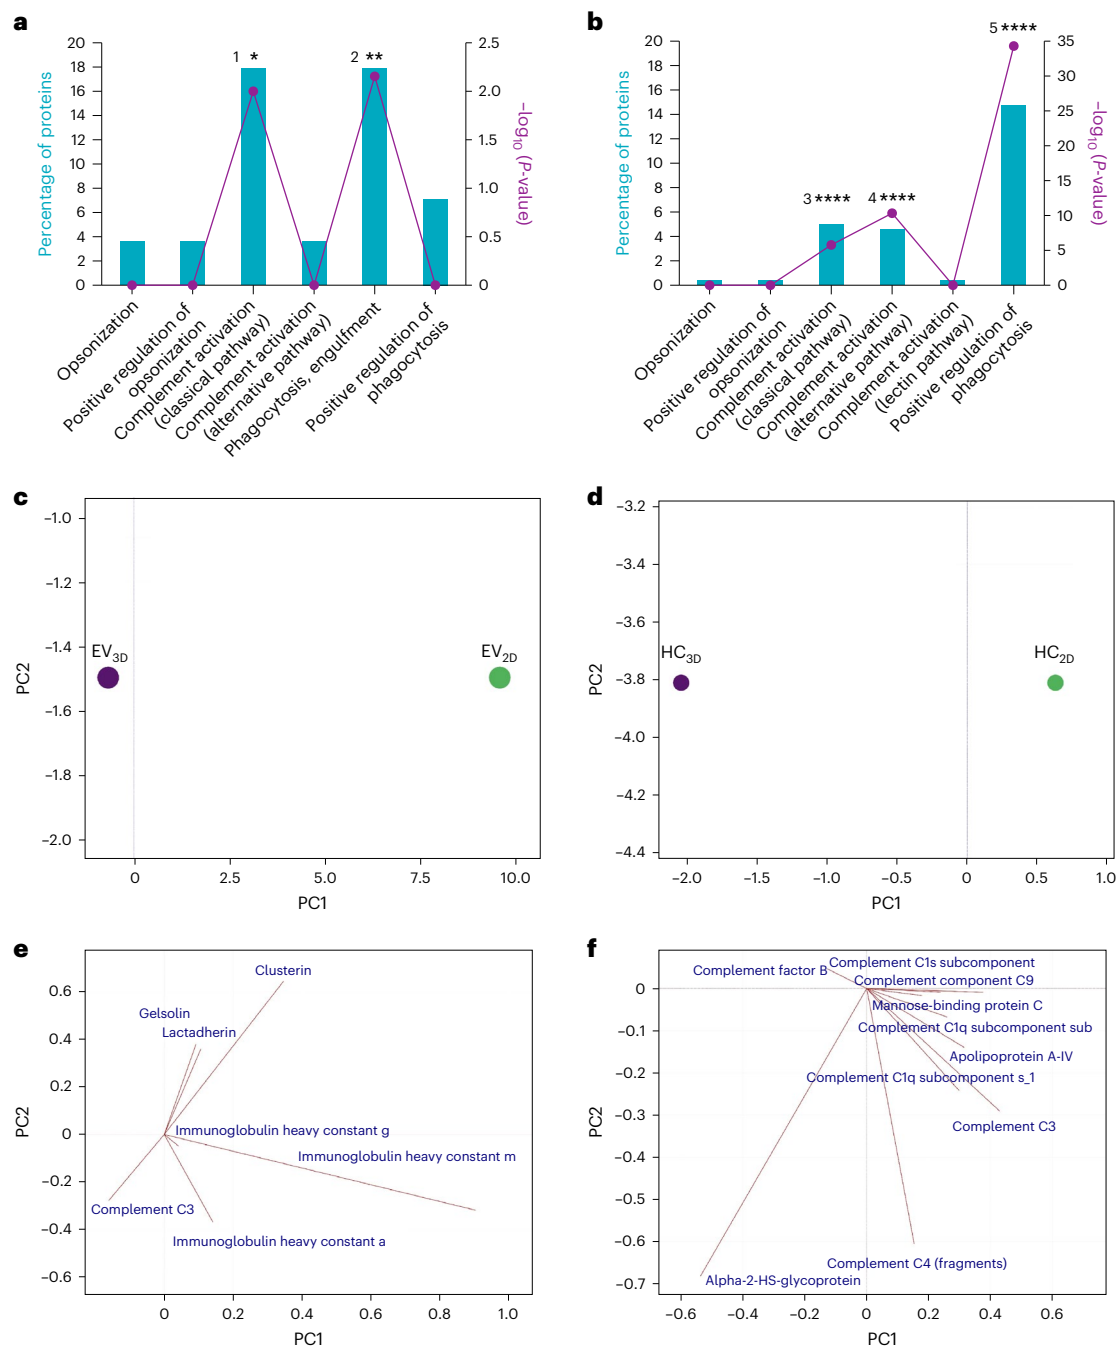 a
b
20
18
16
14
12
10
8
6
4
2
0
Percentage of proteins
2.5
2.0
1.5
1.0
0.5
0
–log10 (P-value)
1 *
2 **
Opsonization
Positive regulation of
opsonization
Complement activation
(classical pathway)
Complement activation
(alternative pathway)
Phagocytosis, engulfment
Positive regulation of
phagocytosis
20
18
16
14
12
10
8
6
4
2
0
Percentage of proteins
35
30
25
20
15
10
5
0
–log10 (P-value)
3 ****
4 ****
5 ****
Opsonization
Positive regulation of
opsonization
Complement activation
(classical pathway)
Complement activation
(alternative pathway)
Complement activation
(lectin pathway)
Positive regulation of
phagocytosis
c
–1.0
–1.2
–1.4
–1.6
–1.8
–2.0
PC2
EV3D
EV2D
0
2.5
5.0
7.5
10.0
PC1
d
–3.2
–3.4
–3.6
–3.8
–4.0
–4.2
–4.4
PC2
HC3D
HC2D
–2.0
–1.5
–1.0
–0.5
0
0.5
1.0
PC1
e
0.6
0.4
0.2
0
–0.2
–0.4
–0.6
PC2
Clusterin
Gelsolin
Lactadherin
Immunoglobulin heavy constant g
Immunoglobulin heavy constant m
Complement C3
Immunoglobulin heavy constant a
0
0.2
0.4
0.6
0.8
1.0
PC1
f
0
–0.1
–0.2
–0.3
–0.4
–0.5
–0.6
–0.7
PC2
Complement C1s subcomponent
Complement factor B
Complement component C9
Mannose-binding protein C
Complement C1q subcomponent sub
Apolipoprotein A-IV
Complement C1q subcomponent s_1
Complement C3
Complement C4 (fragments)
Alpha-2-HS-glycoprotein
–0.6
–0.4
–0.2
0
0.2
0.4
0.6
PC1